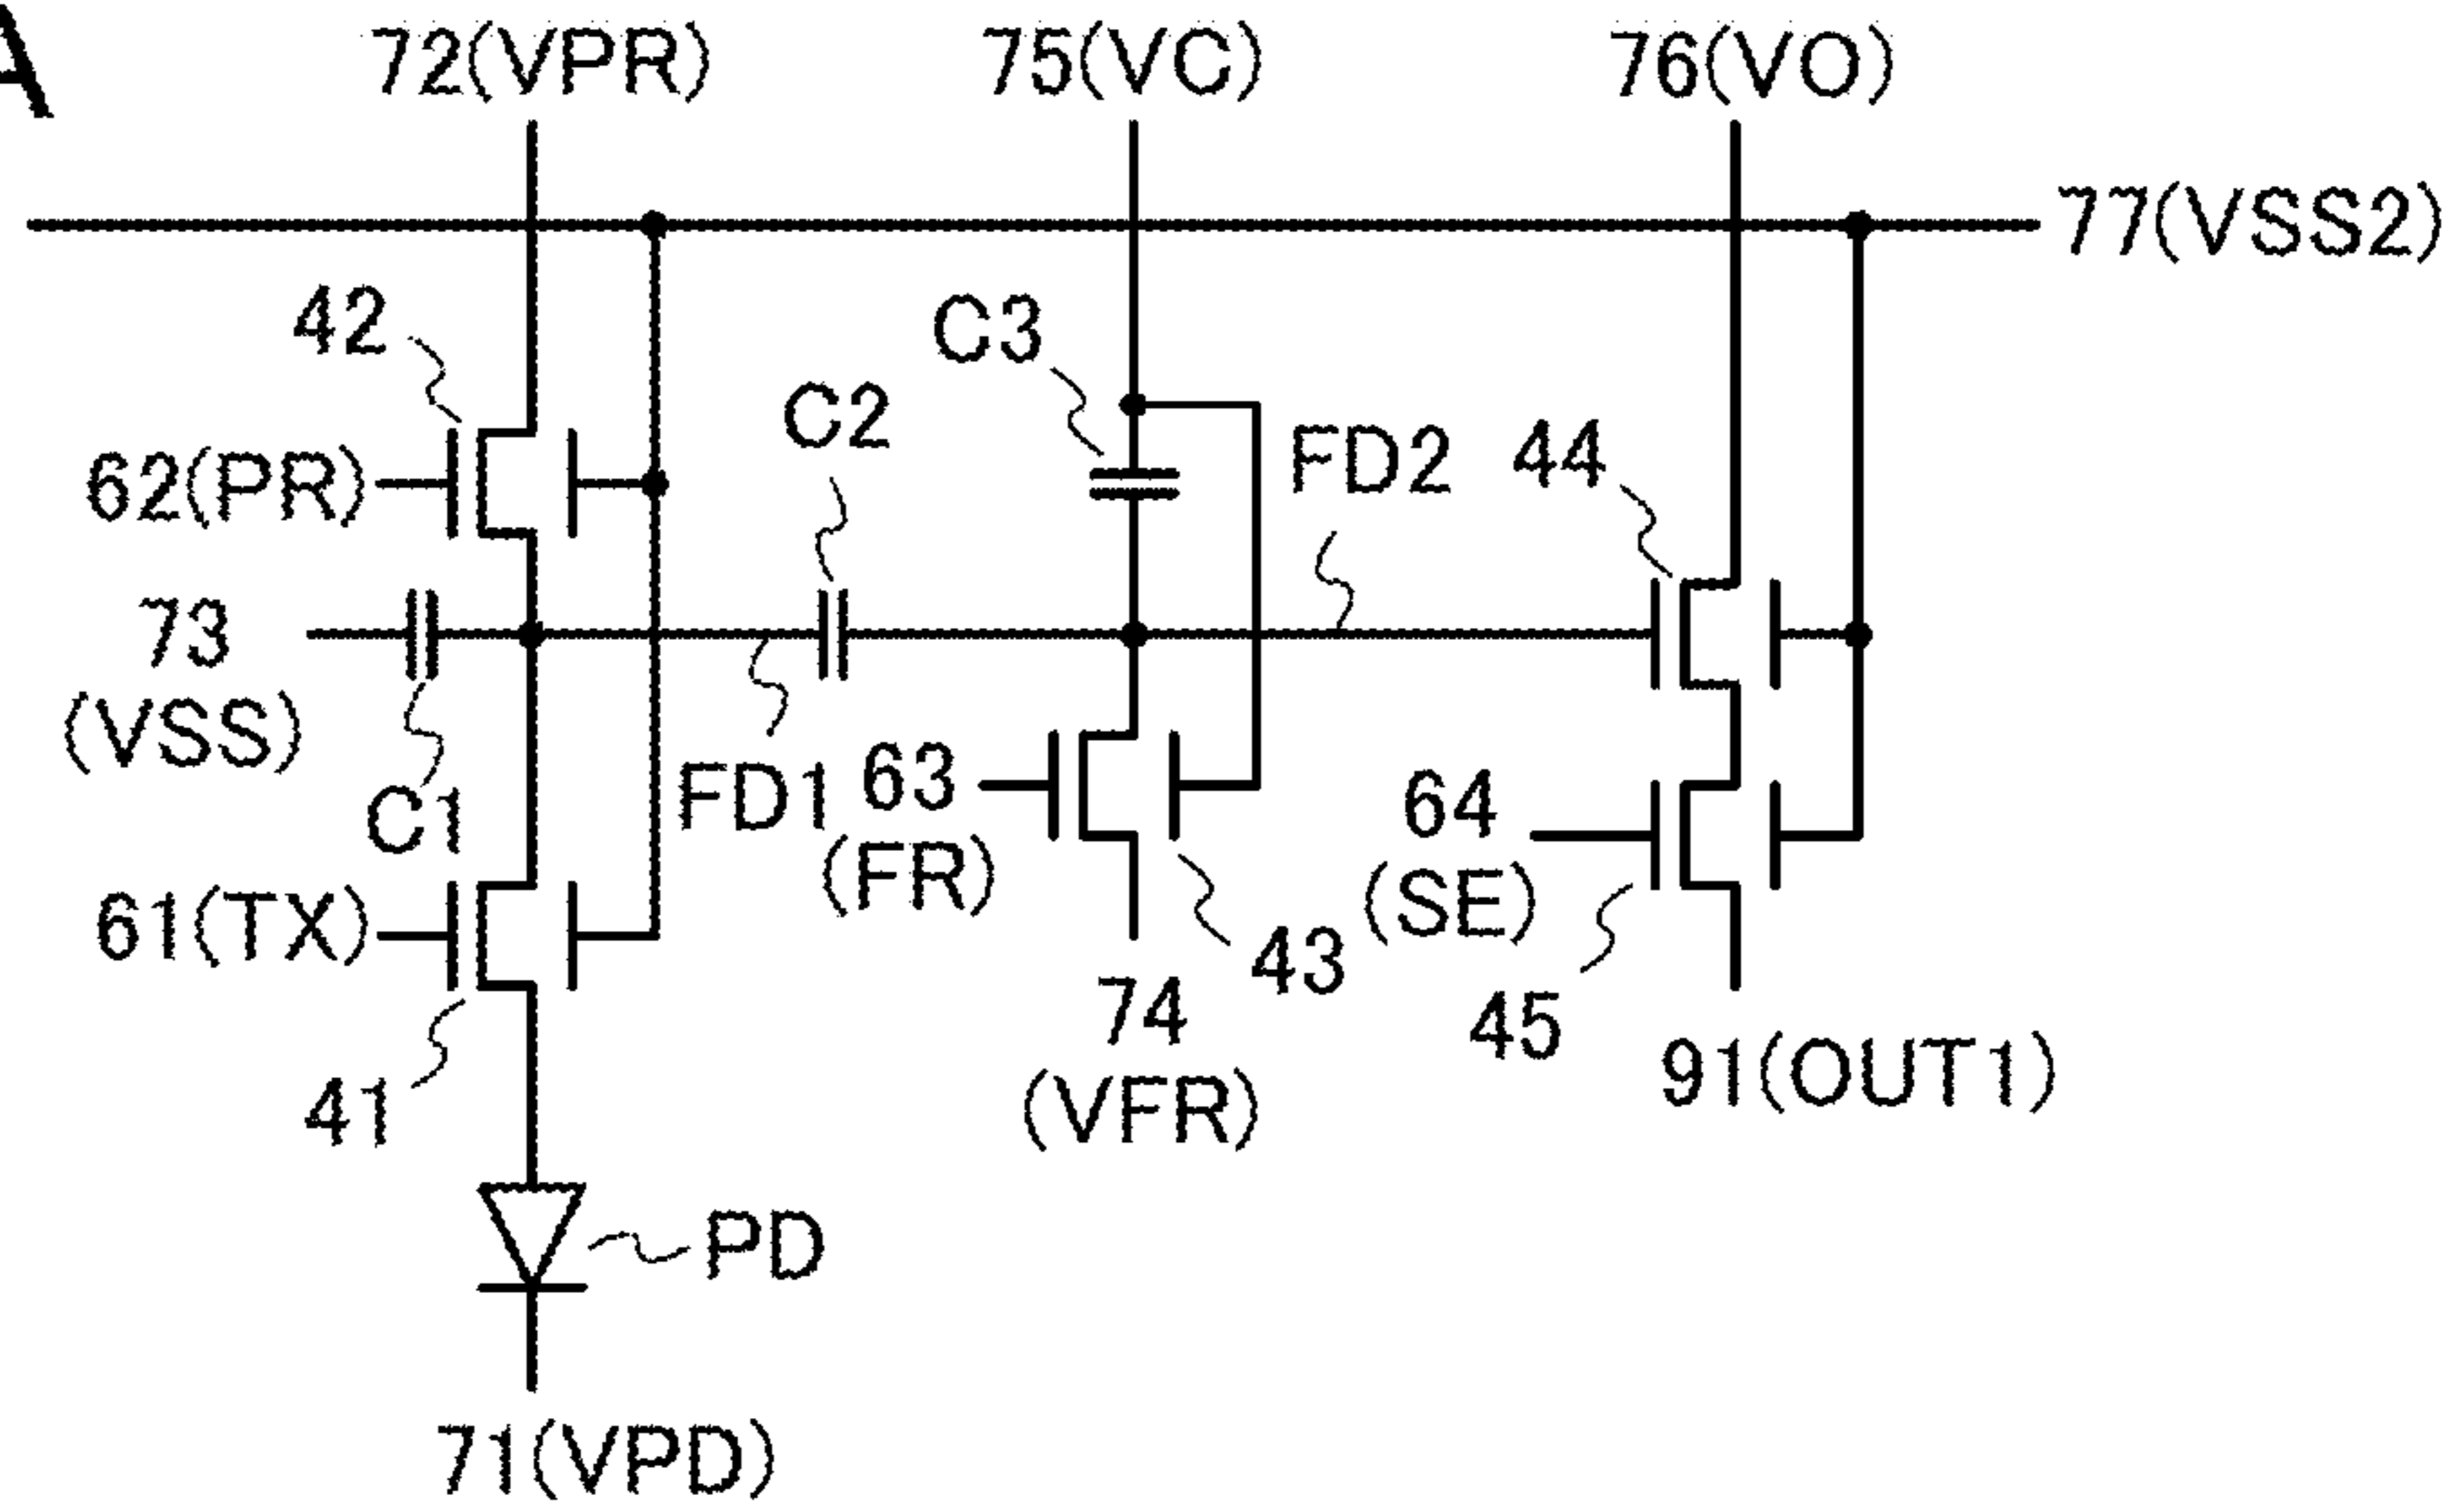 A
72(VPR)
75(VC)
76(VO)
77(VSS2)
42
C3
C2
FD2
44
62(PR)
73
(VSS)
C1
FD1
63
(FR)
64
(SE)
61(TX)
43
74
(VFR)
45
91(OUT1)
41
PD
71(VPD)